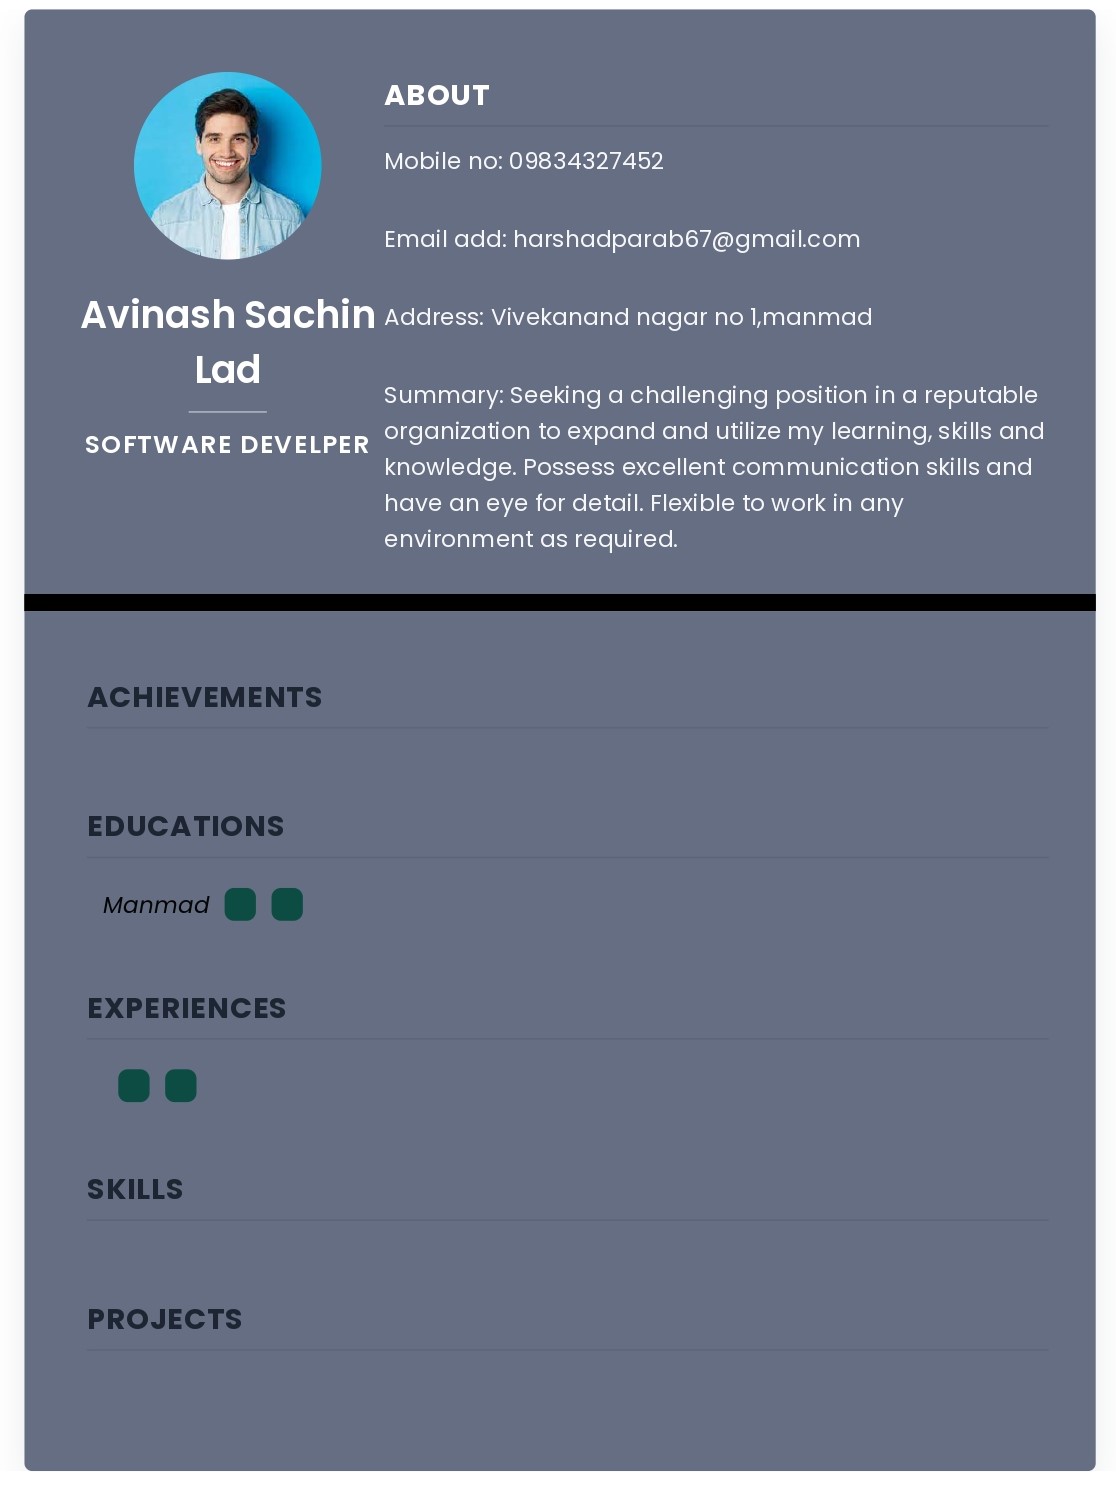 Avinash Sachin
Lad
SOFTWARE DEVELPER
ABOUT
Mobile no: 09834327452
Email add: harshadparab67@gmail.com
Address: Vivekanand nagar no 1,manmad
Summary: Seeking a challenging position in a reputable
organization to expand and utilize my learning, skills and
knowledge. Possess excellent communication skills and
have an eye for detail. Flexible to work in any
environment as required.
ACHIEVEMENTS
EDUCATIONS
Manmad
EXPERIENCES
SKILLS
PROJECTS